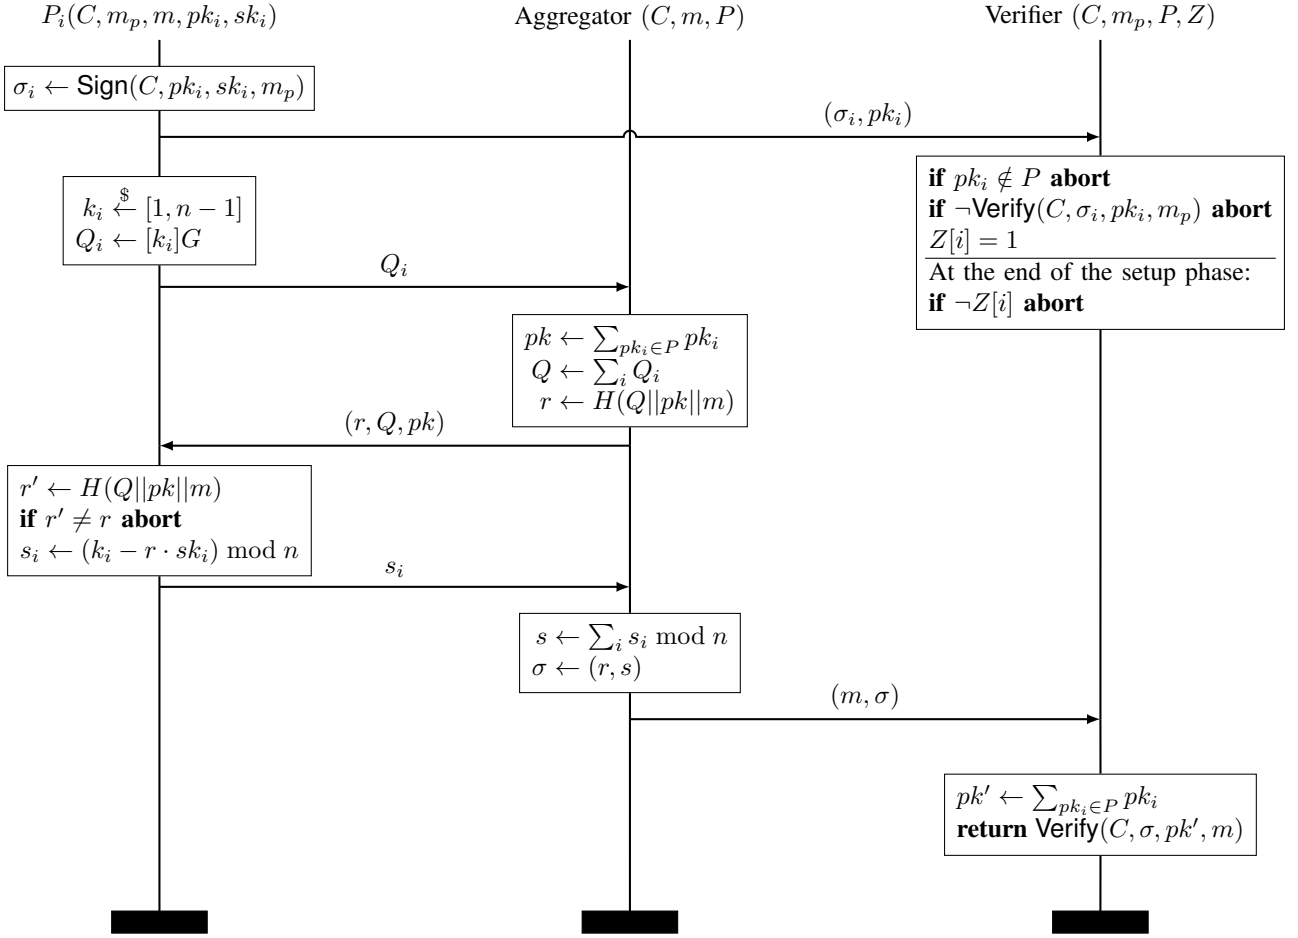 P_i(C, m_p, m, pk_i, sk_i)
Aggregator (C, m, P)
Verifier (C, m_p, P, Z)
σ_i ← Sign(C, pk_i, sk_i, m_p)
(σ_i, pk_i)
if pk_i ∉ P abort
if ¬Verify(C, σ_i, pk_i, m_p) abort
Z[i] = 1
At the end of the setup phase:
if ¬Z[i] abort
k_i ←$ [1, n − 1]
Q_i ← [k_i]G
Q_i
pk ← ∑_{pk_i∈P} pk_i
Q ← ∑_i Q_i
r ← H(Q||pk||m)
(r, Q, pk)
r′ ← H(Q||pk||m)
if r′ ≠ r abort
s_i ← (k_i − r · sk_i) mod n
s_i
s ← ∑_i s_i mod n
σ ← (r, s)
(m, σ)
pk′ ← ∑_{pk_i∈P} pk_i
return Verify(C, σ, pk′, m)